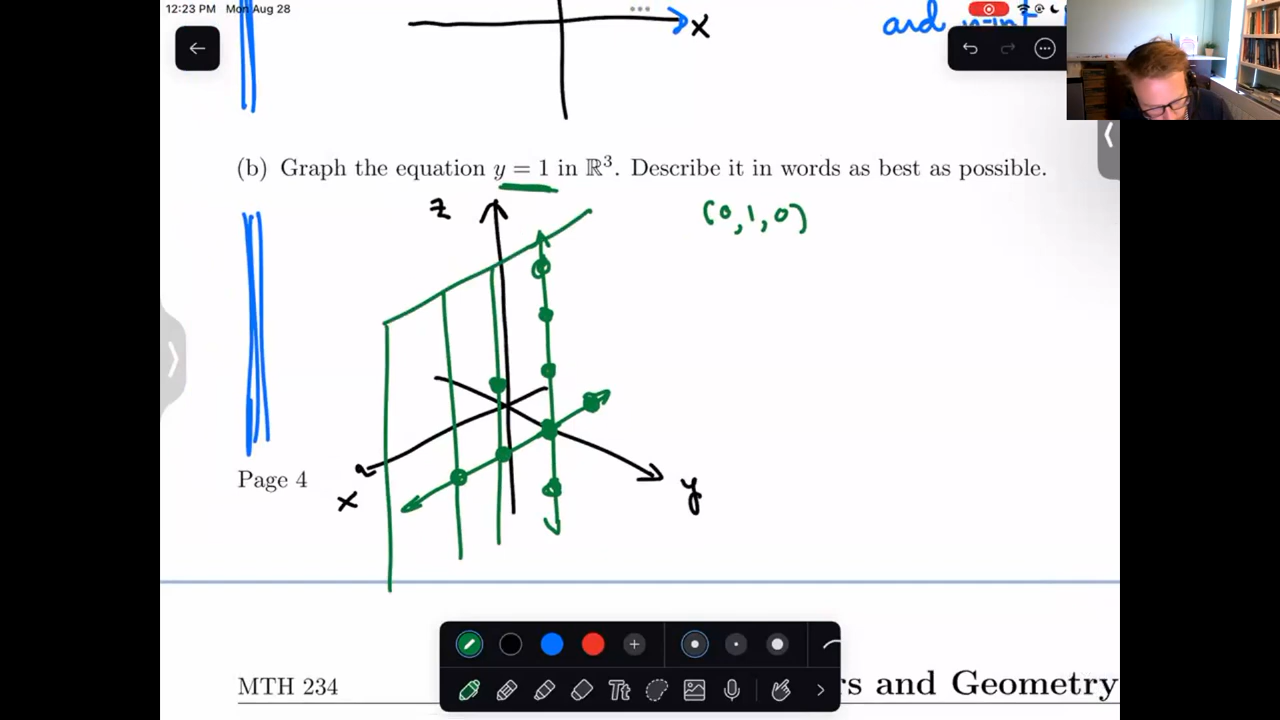 12:23 PM Mon Aug 28
x
and
(b) Graph the equation y = 1 in ℝ³. Describe it in words as best as possible.
z
(0,1,0)
Page 4
x
y
Tt
MTH 234
s and Geometry